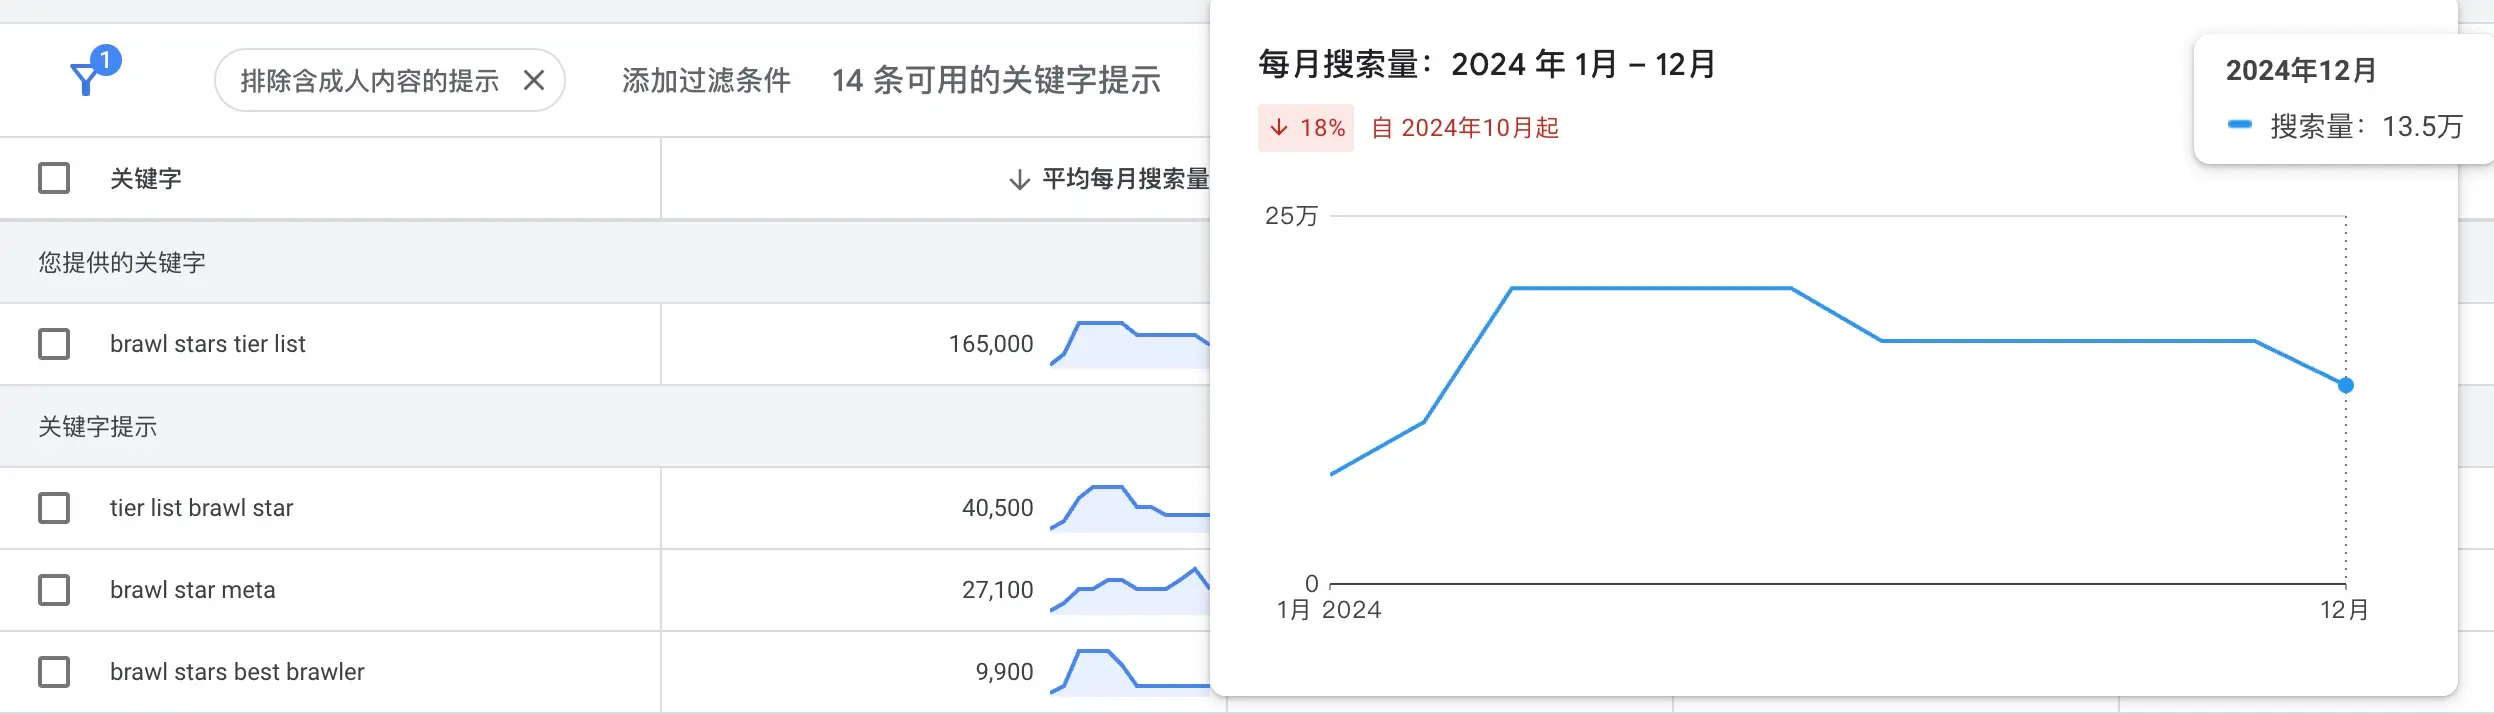 1
排除含成人内容的提示
添加过滤条件
14 条可用的关键字提示
关键字
平均每月搜索量
您提供的关键字
brawl stars tier list
165,000
关键字提示
tier list brawl star
40,500
brawl star meta
27,100
brawl stars best brawler
9,900
每月搜索量：2024 年 1月 – 12月
18%
自 2024年10月起
2024年12月
搜索量： 13.5万
25万
0
1月 2024
12月